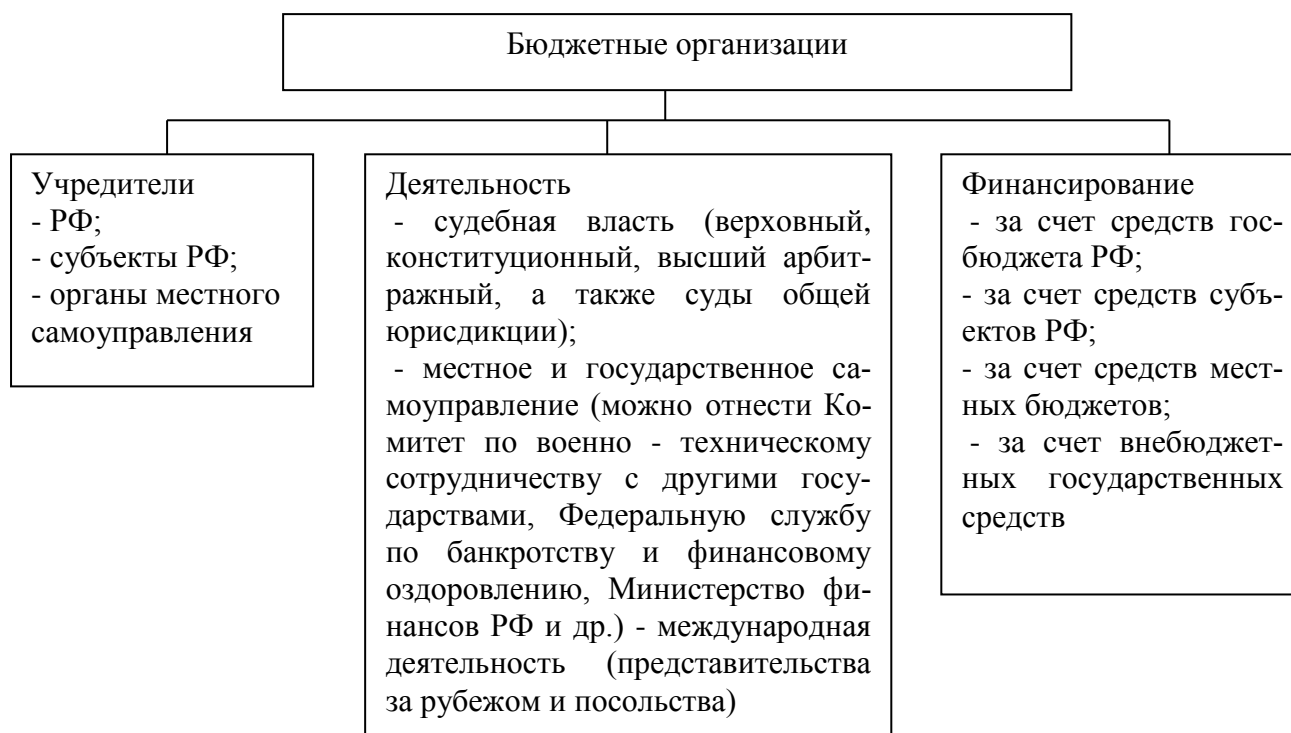 Бюджетные организации
Учредители
- РФ;
- субъекты РФ;
- органы местного
самоуправления
Деятельность
- судебная власть (верховный,
конституционный, высший арбит-
ражный, а также суды общей
юрисдикции);
- местное и государственное са-
моуправление (можно отнести Ко-
митет по военно - техническому
сотрудничеству с другими госу-
дарствами, Федеральную службу
по банкротству и финансовому
оздоровлению, Министерство фи-
нансов РФ и др.) - международная
деятельность (представительства
за рубежом и посольства)
Финансирование
- за счет средств гос-
бюджета РФ;
- за счет средств субъ-
ектов РФ;
- за счет средств мест-
ных бюджетов;
- за счет внебюджет-
ных государственных
средств